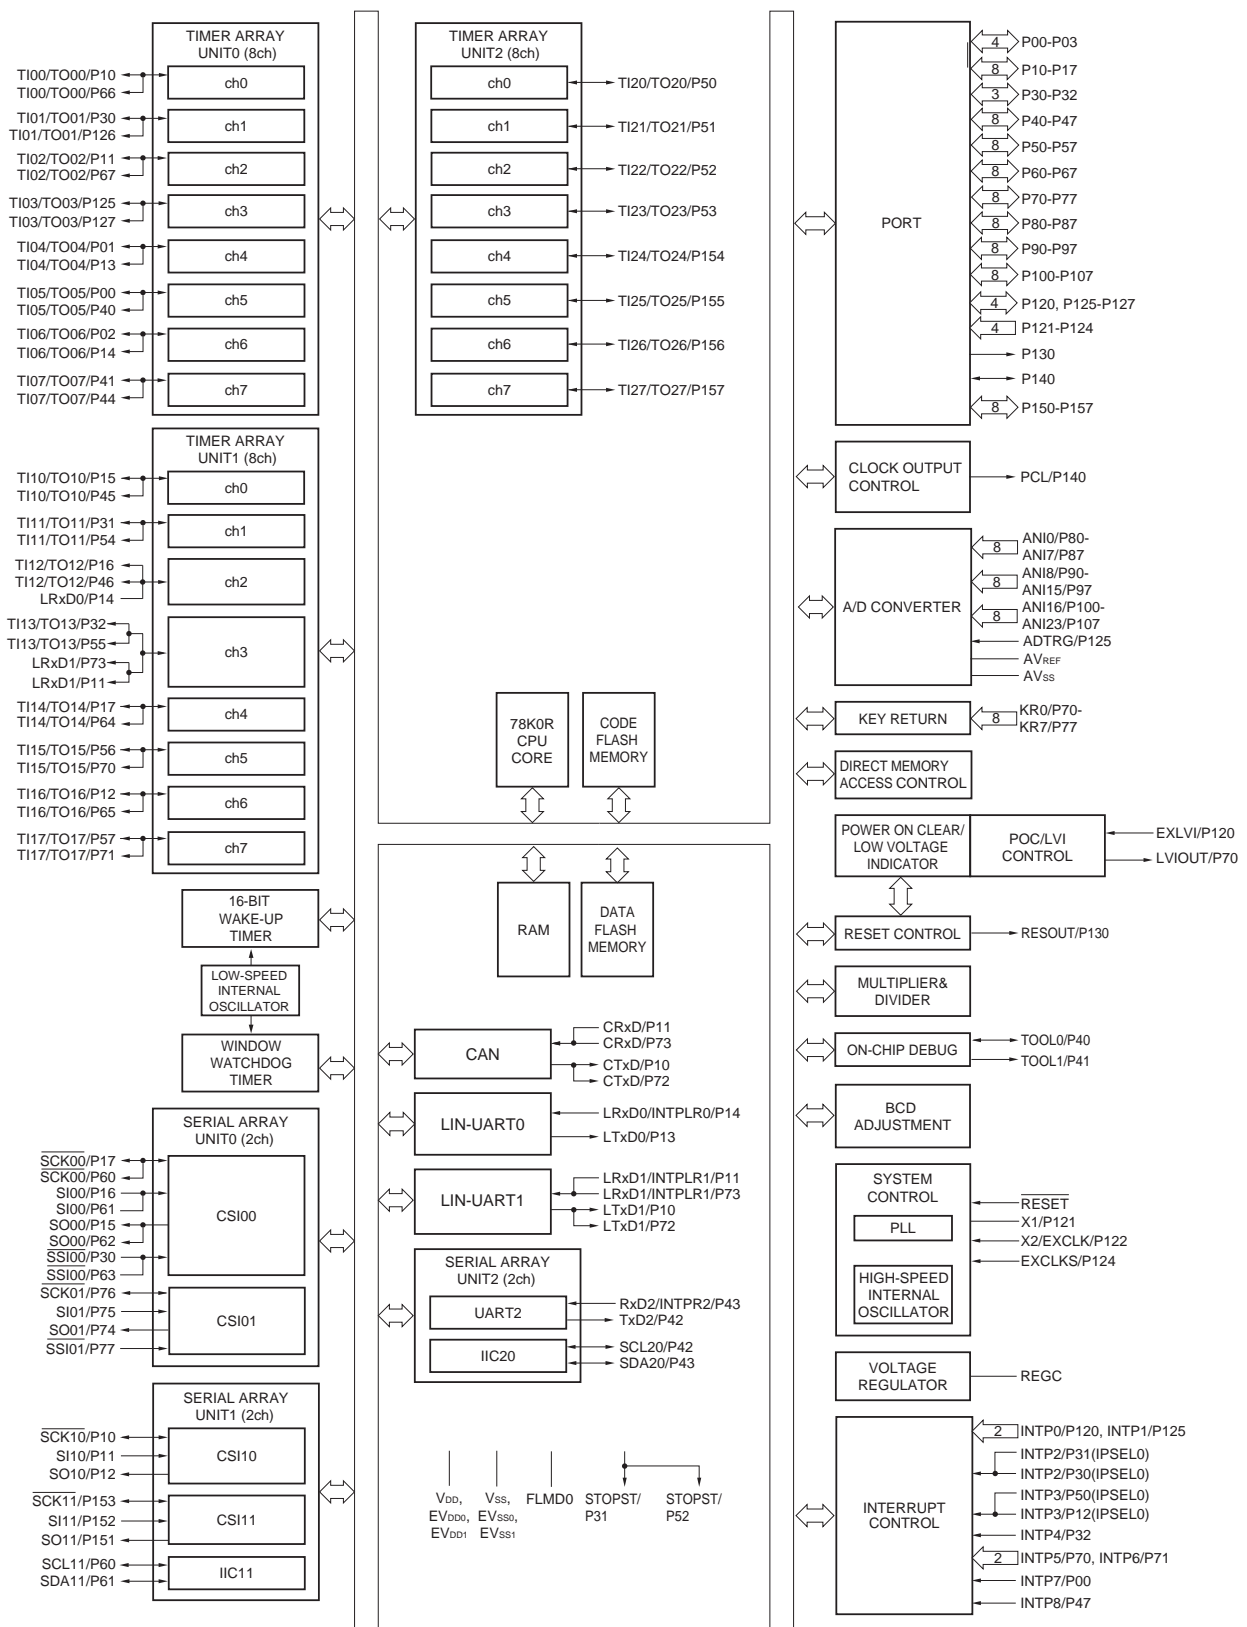 TIMER ARRAY
UNIT0 (8ch)
TI00/TO00/P10
TI00/TO00/P66
ch0
TI01/TO01/P30
TI01/TO01/P126
ch1
TI02/TO02/P11
TI02/TO02/P67
ch2
TI03/TO03/P125
TI03/TO03/P127
ch3
TI04/TO04/P01
TI04/TO04/P13
ch4
TI05/TO05/P00
TI05/TO05/P40
ch5
TI06/TO06/P02
TI06/TO06/P14
ch6
TI07/TO07/P41
TI07/TO07/P44
ch7
TIMER ARRAY
UNIT1 (8ch)
TI10/TO10/P15
TI10/TO10/P45
ch0
TI11/TO11/P31
TI11/TO11/P54
ch1
TI12/TO12/P16
TI12/TO12/P46
LRxD0/P14
ch2
TI13/TO13/P32
TI13/TO13/P55
LRxD1/P73
LRxD1/P11
ch3
TI14/TO14/P17
TI14/TO14/P64
ch4
TI15/TO15/P56
TI15/TO15/P70
ch5
TI16/TO16/P12
TI16/TO16/P65
ch6
TI17/TO17/P57
TI17/TO17/P71
ch7
16-BIT
WAKE-UP
TIMER
LOW-SPEED
INTERNAL
OSCILLATOR
WINDOW
WATCHDOG
TIMER
SERIAL ARRAY
UNIT0 (2ch)
SCK00/P17
SCK00/P60
SI00/P16
SI00/P61
SO00/P15
SO00/P62
SSI00/P30
SSI00/P63
CSI00
SCK01/P76
SI01/P75
SO01/P74
SSI01/P77
CSI01
SERIAL ARRAY
UNIT1 (2ch)
SCK10/P10
SI10/P11
SO10/P12
CSI10
SCK11/P153
SI11/P152
SO11/P151
CSI11
SCL11/P60
SDA11/P61
IIC11
TIMER ARRAY
UNIT2 (8ch)
ch0
TI20/TO20/P50
ch1
TI21/TO21/P51
ch2
TI22/TO22/P52
ch3
TI23/TO23/P53
ch4
TI24/TO24/P154
ch5
TI25/TO25/P155
ch6
TI26/TO26/P156
ch7
TI27/TO27/P157
78K0R
CPU
CORE
CODE
FLASH
MEMORY
RAM
DATA
FLASH
MEMORY
CAN
CRxD/P11
CRxD/P73
CTxD/P10
CTxD/P72
LIN-UART0
LRxD0/INTPLR0/P14
LTxD0/P13
LIN-UART1
LRxD1/INTPLR1/P11
LRxD1/INTPLR1/P73
LTxD1/P10
LTxD1/P72
SERIAL ARRAY
UNIT2 (2ch)
UART2
RxD2/INTPR2/P43
TxD2/P42
IIC20
SCL20/P42
SDA20/P43
VDD,
EVDD0,
EVDD1
VSS,
EVSS0,
EVSS1
FLMD0
STOPST/
P31
STOPST/
P52
PORT
4 P00-P03
8 P10-P17
3 P30-P32
8 P40-P47
8 P50-P57
8 P60-P67
8 P70-P77
8 P80-P87
8 P90-P97
8 P100-P107
4 P120, P125-P127
4 P121-P124
P130
P140
8 P150-P157
CLOCK OUTPUT
CONTROL
PCL/P140
A/D CONVERTER
8 ANI0/P80-
ANI7/P87
8 ANI8/P90-
ANI15/P97
8 ANI16/P100-
ANI23/P107
ADTRG/P125
AVREF
AVSS
KEY RETURN
8 KR0/P70-
KR7/P77
DIRECT MEMORY
ACCESS CONTROL
POWER ON CLEAR/
LOW VOLTAGE
INDICATOR
POC/LVI
CONTROL
EXLVI/P120
LVIOUT/P70
RESET CONTROL
RESOUT/P130
MULTIPLIER&
DIVIDER
ON-CHIP DEBUG
TOOL0/P40
TOOL1/P41
BCD
ADJUSTMENT
SYSTEM
CONTROL
PLL
HIGH-SPEED
INTERNAL
OSCILLATOR
RESET
X1/P121
X2/EXCLK/P122
EXCLKS/P124
VOLTAGE
REGULATOR
REGC
INTERRUPT
CONTROL
2 INTP0/P120, INTP1/P125
INTP2/P31(IPSEL0)
INTP2/P30(IPSEL0)
INTP3/P50(IPSEL0)
INTP3/P12(IPSEL0)
INTP4/P32
2 INTP5/P70, INTP6/P71
INTP7/P00
INTP8/P47